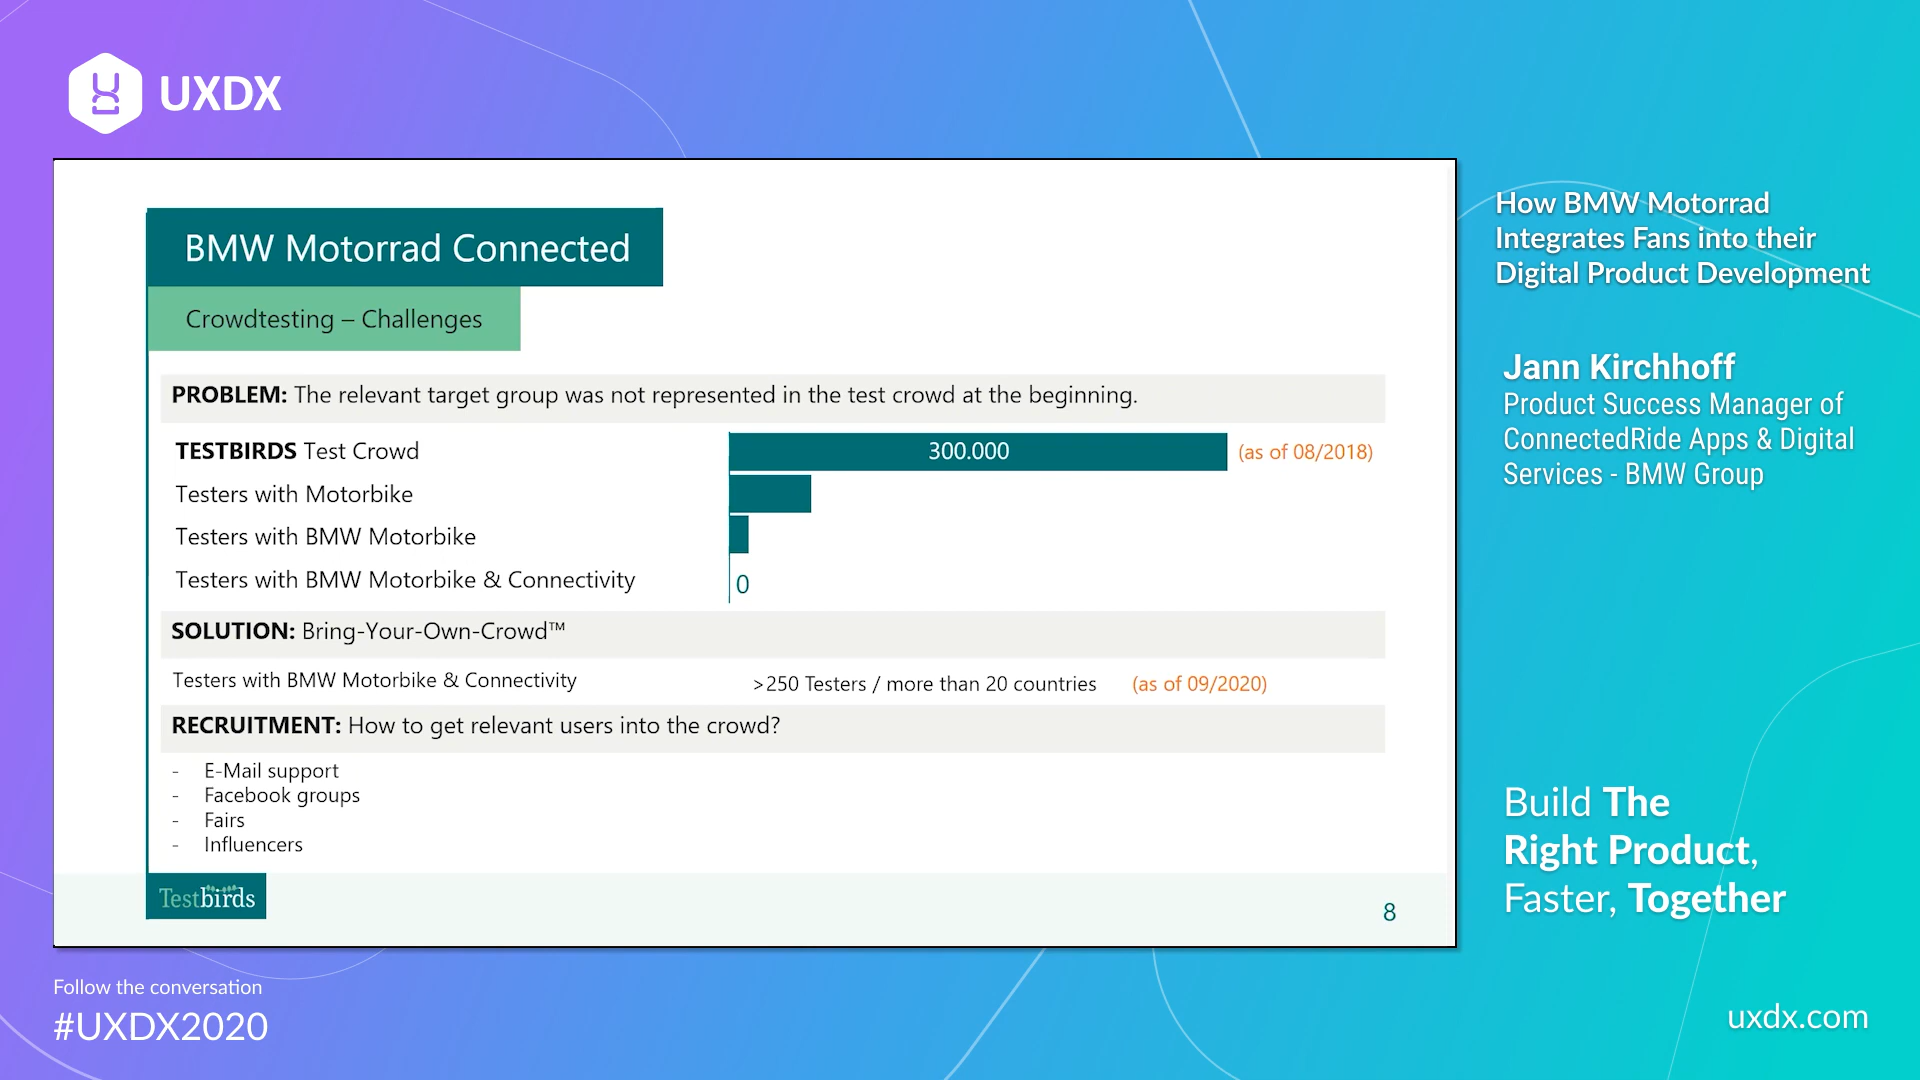 UXDX
BMW Motorrad Connected
Crowdtesting – Challenges
PROBLEM: The relevant target group was not represented in the test crowd at the beginning.
TESTBIRDS Test Crowd 300.000 (as of 08/2018)
Testers with Motorbike
Testers with BMW Motorbike
Testers with BMW Motorbike & Connectivity 0
SOLUTION: Bring-Your-Own-Crowd™
Testers with BMW Motorbike & Connectivity >250 Testers / more than 20 countries (as of 09/2020)
RECRUITMENT: How to get relevant users into the crowd?
- E-Mail support
- Facebook groups
- Fairs
- Influencers
Testbirds
8
How BMW Motorrad
Integrates Fans into their
Digital Product Development
Jann Kirchhoff
Product Success Manager of
ConnectedRide Apps & Digital
Services - BMW Group
Build The
Right Product,
Faster, Together
Follow the conversation
#UXDX2020
uxdx.com